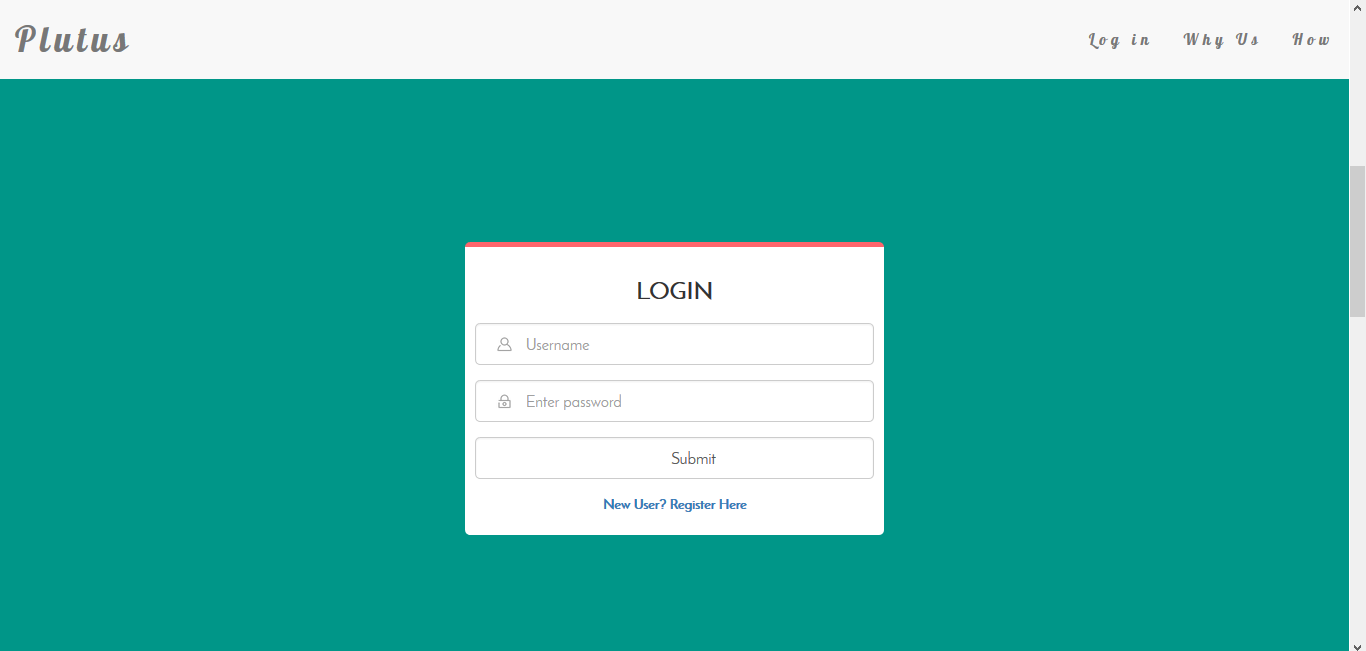 Plutus
Log in Why Us How
LOGIN
Username
Enter password
Submit
New User? Register Here